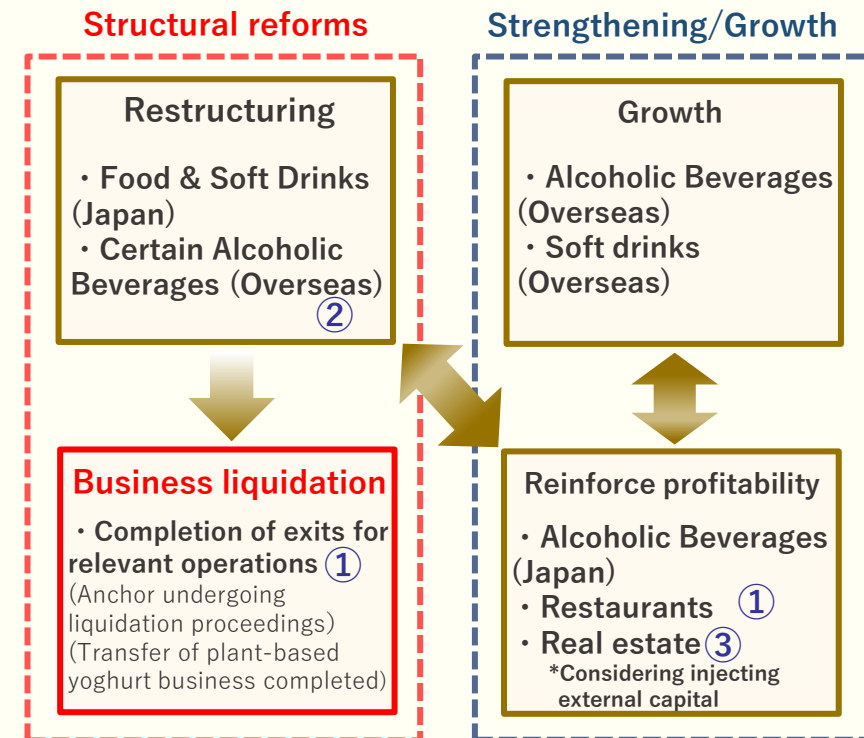 Structural reforms
Restructuring
・Food & Soft Drinks
(Japan)
・Certain Alcoholic
Beverages (Overseas)
②
Business liquidation
・Completion of exits for
relevant operations ①
(Anchor undergoing
liquidation proceedings)
(Transfer of plant-based
yoghurt business completed)
Strengthening/Growth
Growth
・Alcoholic Beverages
(Overseas)
・Soft drinks
(Overseas)
Reinforce profitability
・Alcoholic Beverages
(Japan)
・Restaurants ①
・Real estate ③
*Considering injecting
external capital